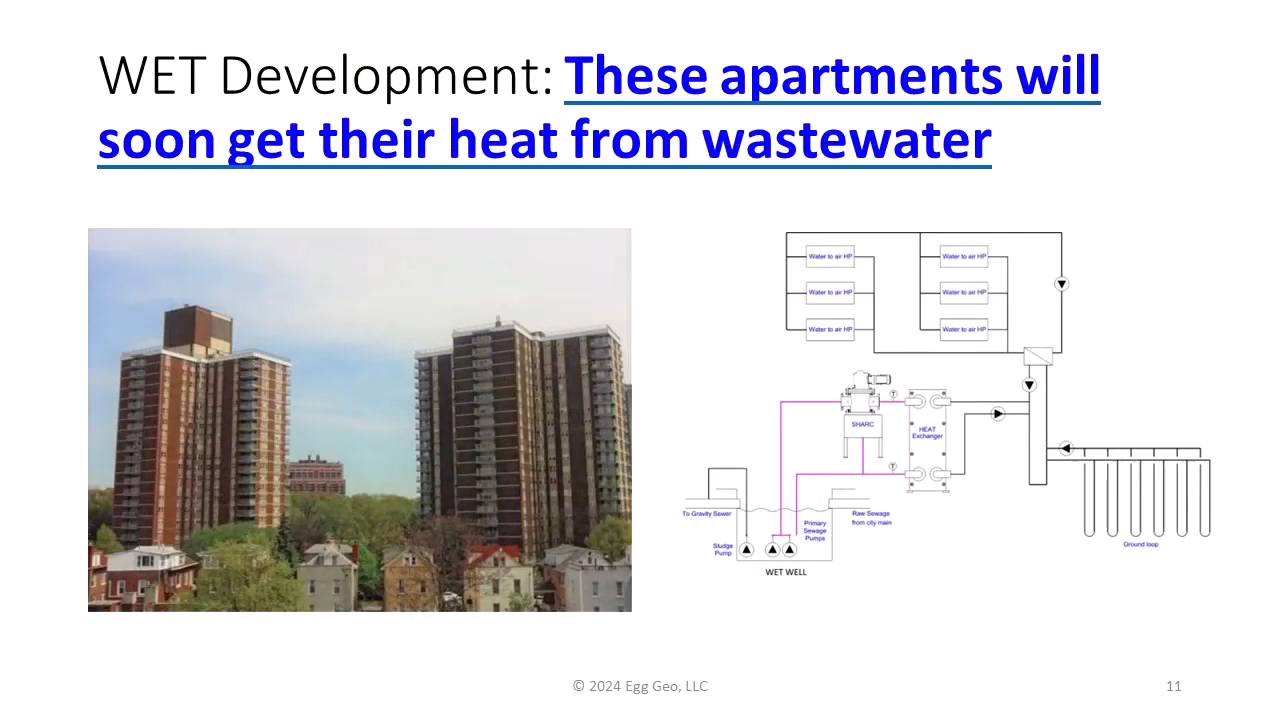 WET Development: These apartments will
soon get their heat from wastewater
Water to air HP
Water to air HP
Water to air HP
Water to air HP
Water to air HP
Water to air HP
T
SHARC
HEAT
Exchanger
T
To Gravity Sewer
Raw Sewage
from city main
Primary
Sewage
Pumps
Sludge
Pump
Ground loop
WET WELL
© 2024 Egg Geo, LLC
11